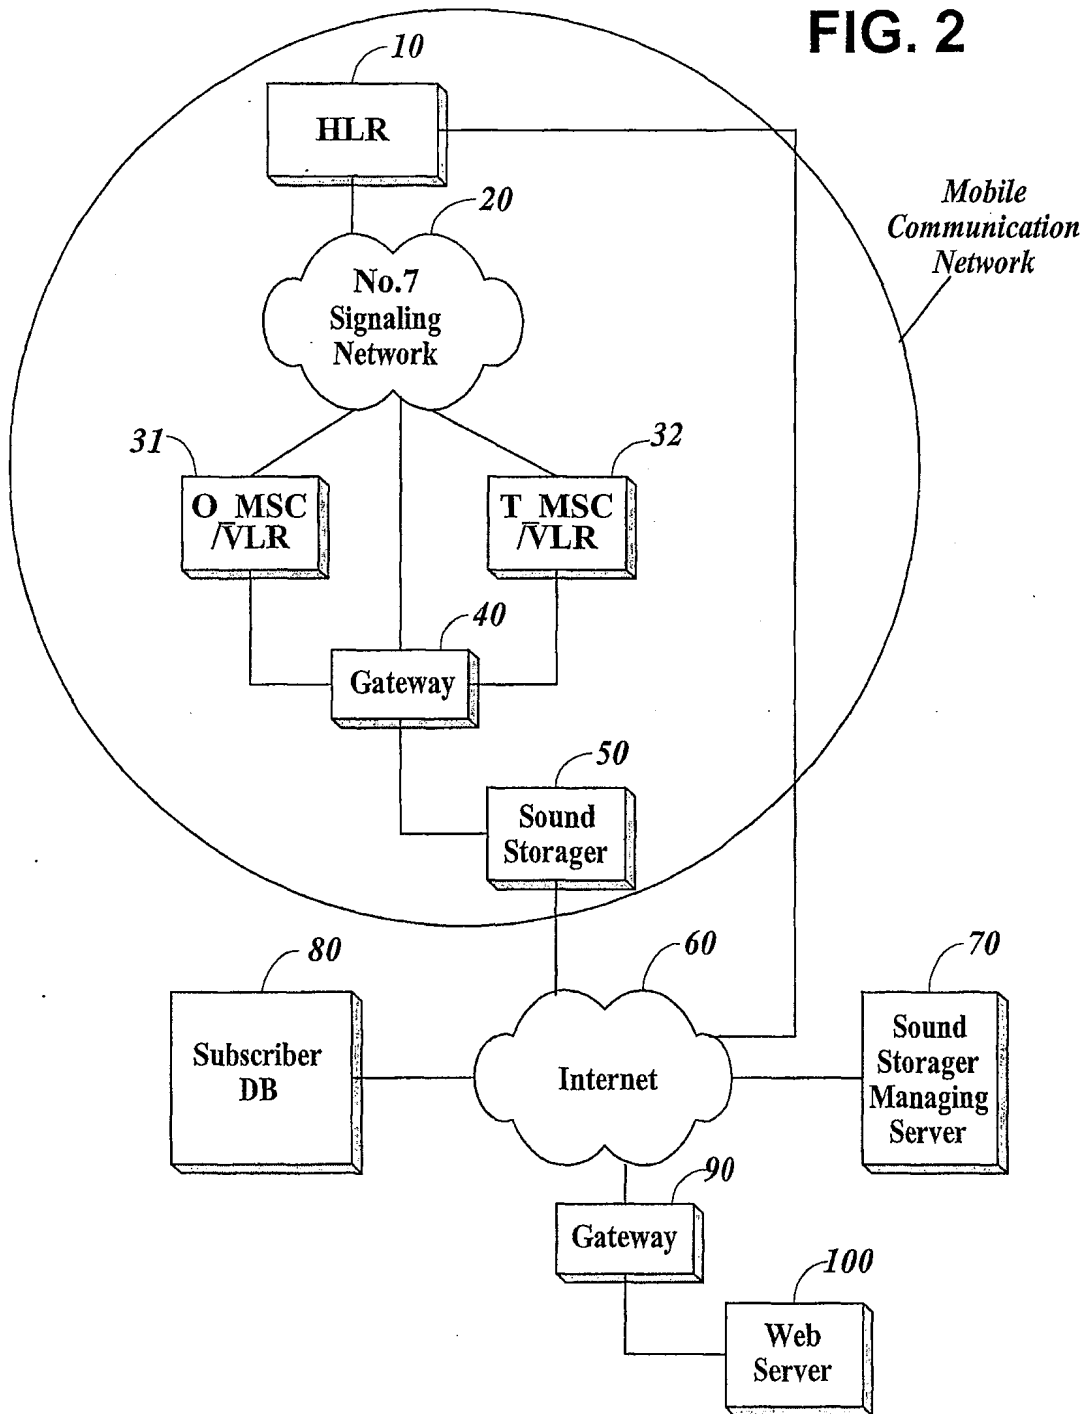 FIG. 2
10
HLR
Mobile
Communication
Network
20
No.7
Signaling
Network
31
O_MSC
/VLR
32
T_MSC
/VLR
40
Gateway
50
Sound
Storager
60
Internet
70
Sound
Storager
Managing
Server
80
Subscriber
DB
90
Gateway
100
Web
Server